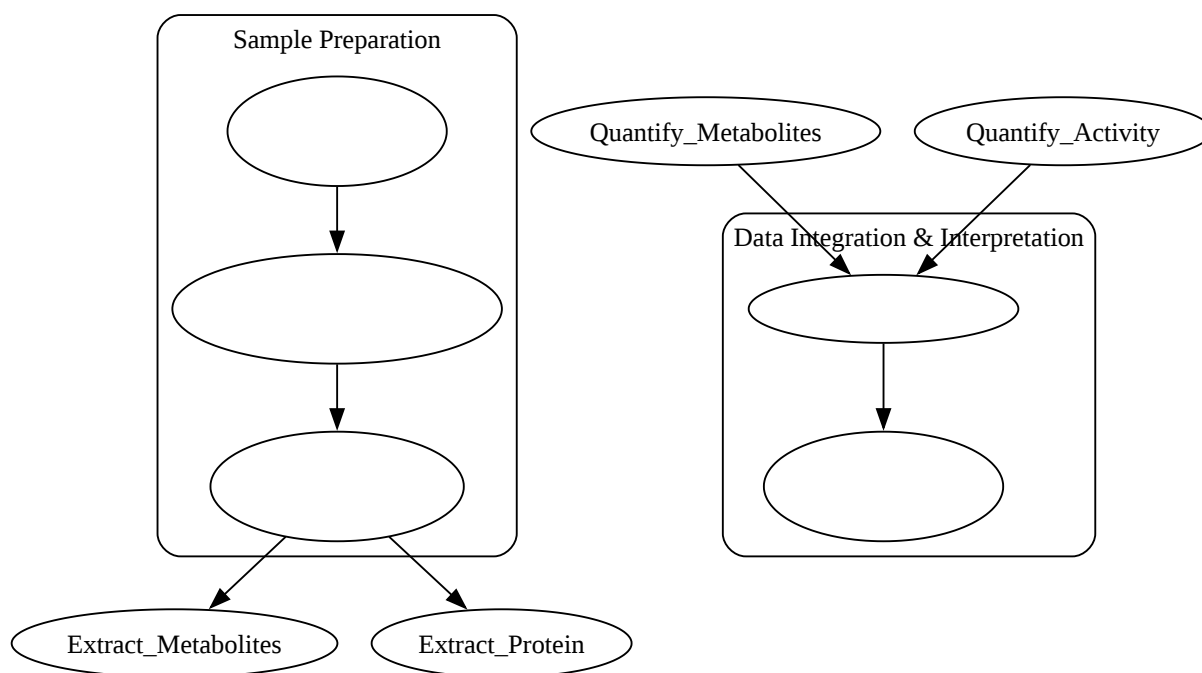 Sample Preparation
Quantify_Metabolites
Quantify_Activity
Data Integration & Interpretation
Extract_Metabolites
Extract_Protein